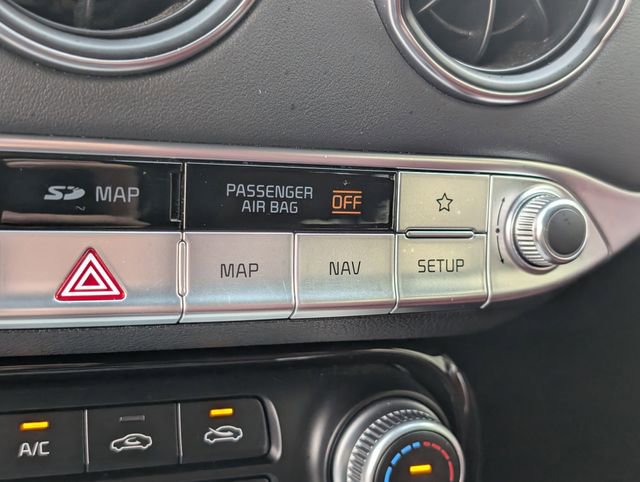 SD MAP
PASSENGER
AIR BAG OFF
MAP NAV SETUP
A/C